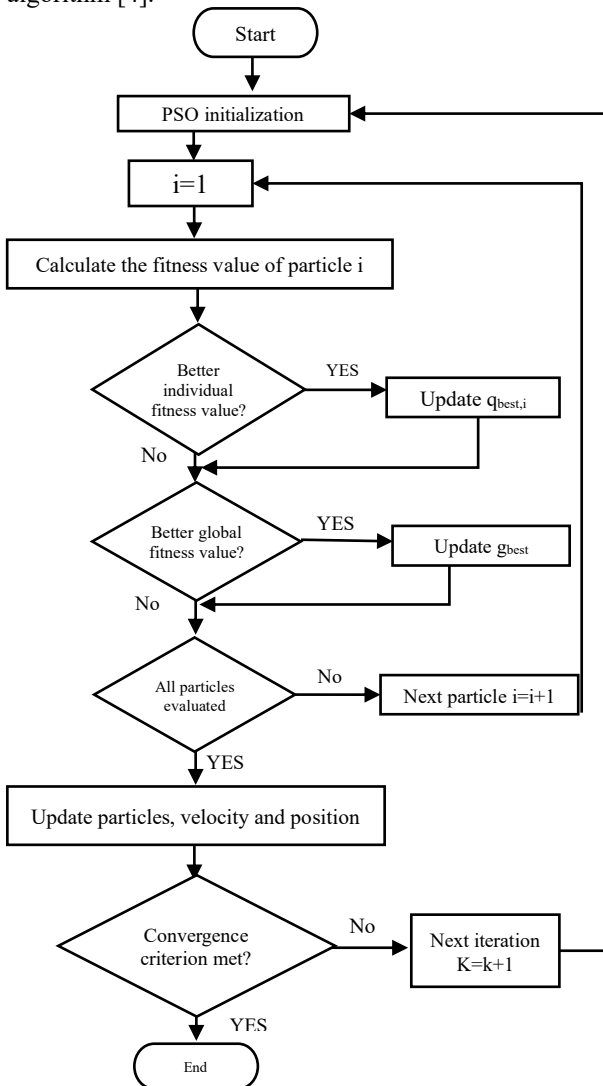 algorithm [4].
Start
PSO initialization
i=1
Calculate the fitness value of particle i
Better
individual
fitness value?
YES
Update qbest,i
No
Better global
fitness value?
YES
Update gbest
No
All particles
evaluated
No
Next particle i=i+1
YES
Update particles, velocity and position
Convergence
criterion met?
No
Next iteration
K=k+1
YES
End